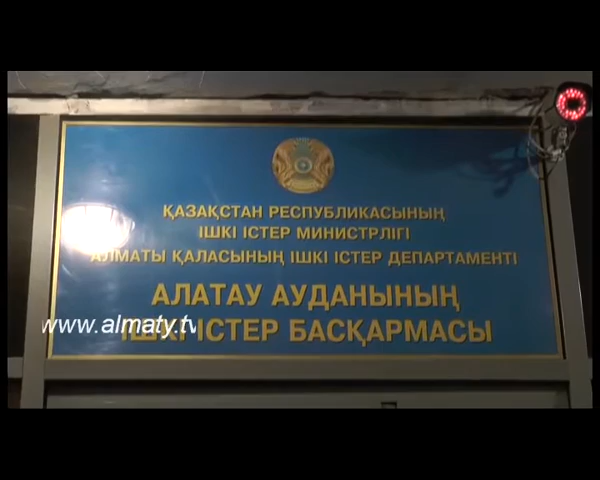 ҚАЗАҚСТАН РЕСПУБЛИКАСЫНЫҢ
ІШКІ ІСТЕР МИНИСТРЛІГІ
АЛМАТЫ ҚАЛАСЫНЫҢ ІШКІ ІСТЕР ДЕПАРТАМЕНТІ
АЛАТАУ АУДАНЫНЫҢ
ІШКІ ІСТЕР БАСҚАРМАСЫ
www.almaty.tv